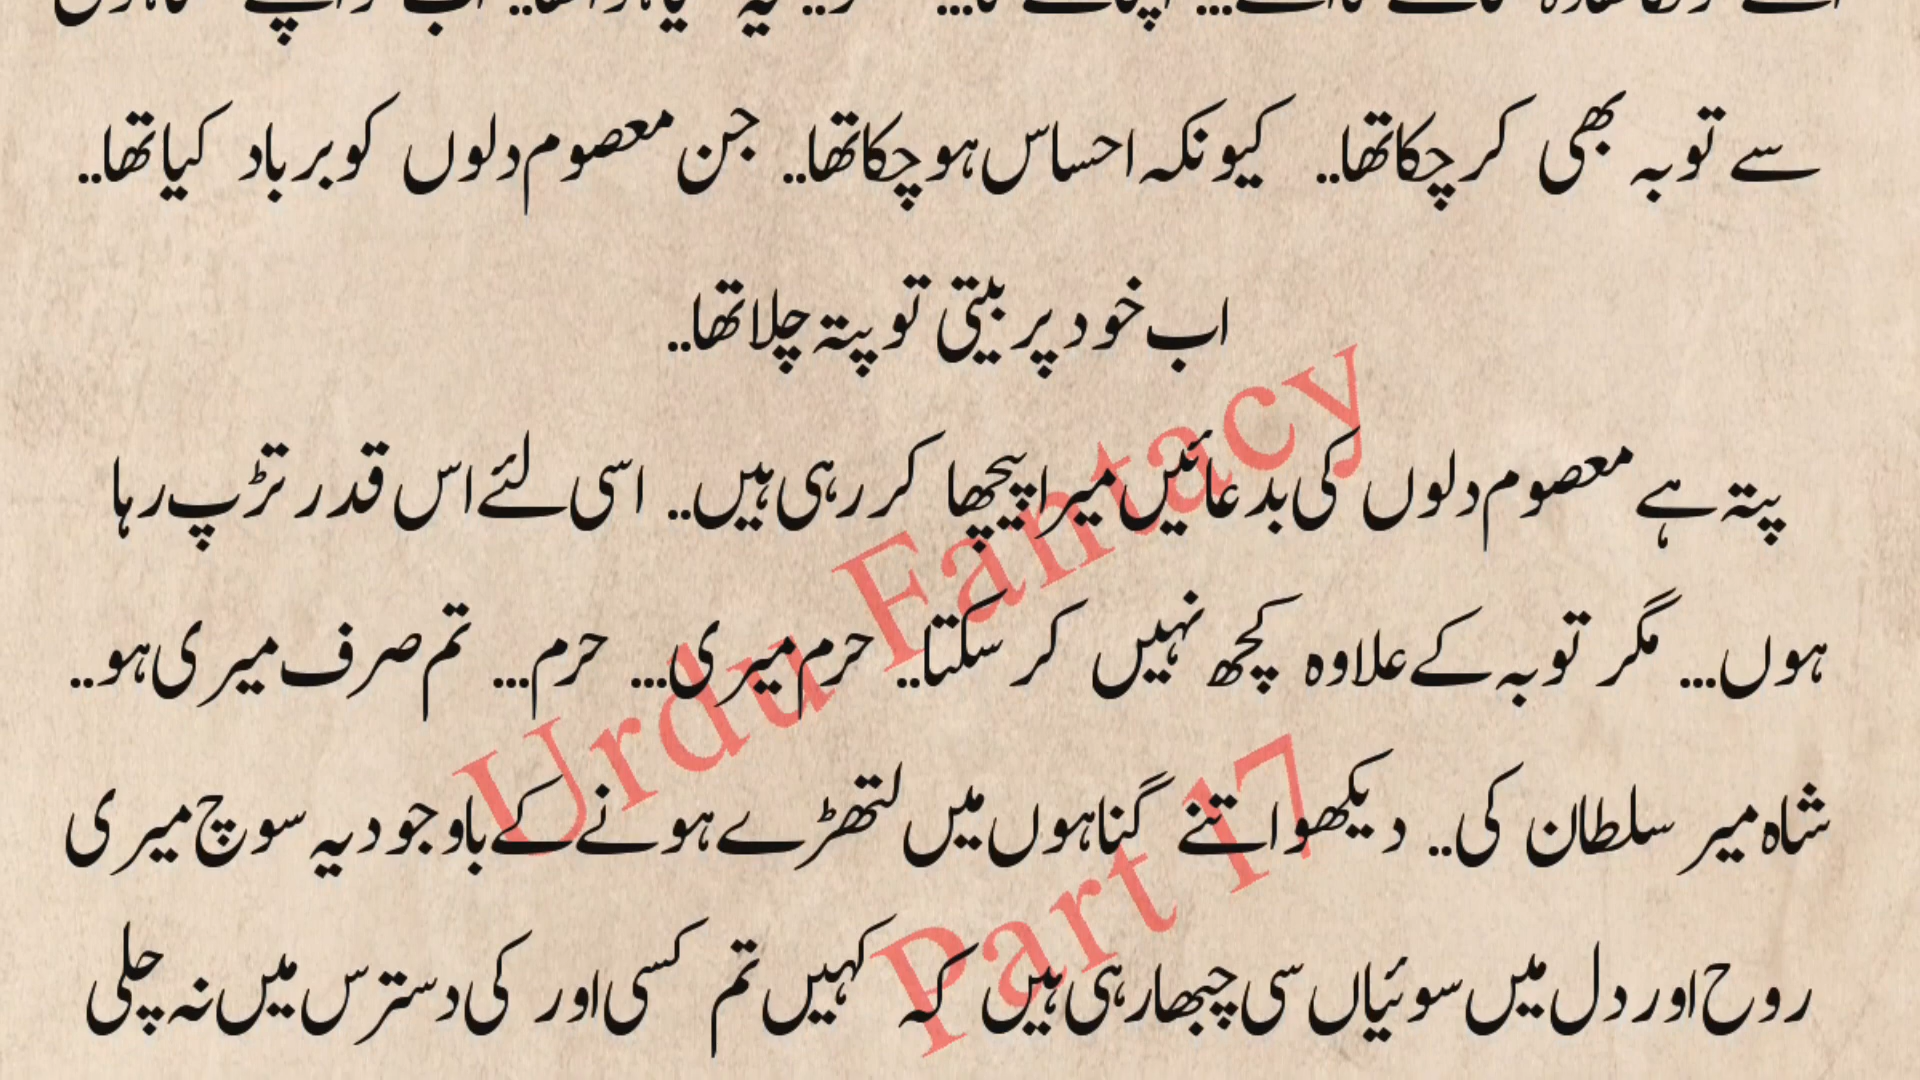 سے توبہ بھی کر چکا تھا.. کیونکہ احساس ہو چکا تھا.. جن معصوم دلوں کو برباد کیا تھا..
اب خود پر بیتی تو پتہ چلا تھا..
پتہ ہے معصوم دلوں کی بدعائیں میرا پیچھا کر رہی ہیں.. اسی لئے اس قدر تڑپ رہا
ہوں... مگر توبہ کے علاوہ کچھ نہیں کر سکتا.. حرم میری... حرم... تم صرف میری ہو..
شاہ میر سلطان کی.. دیکھو اتنے گناہوں میں لتھڑے ہونے کے باوجود یہ سوچ میری
روح اور دل میں سوئیاں سی چبھا رہی ہیں کہ کہیں تم کسی اور کی دسترس میں نہ چلی
Urdu Fantacy
Part 17